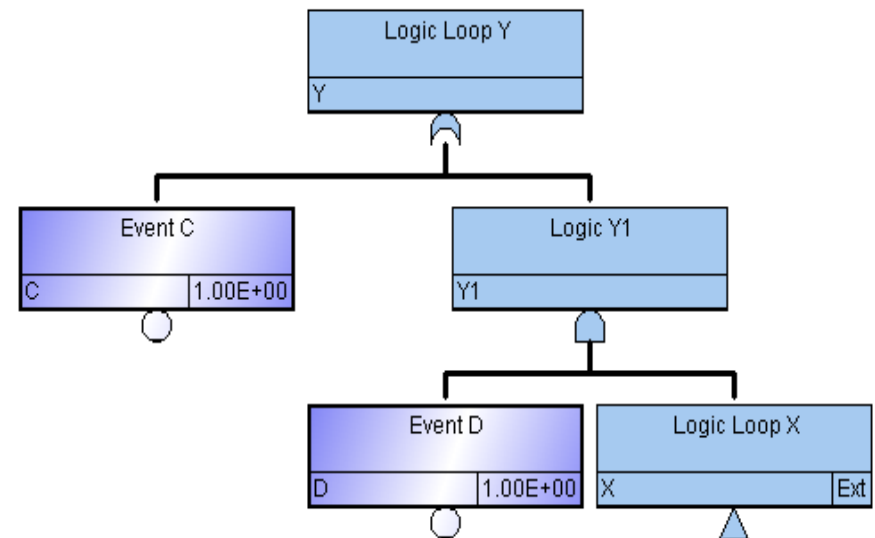 Logic Loop Y
Y
Event C
C 1.00E+00
Logic Y1
Y1
Event D
D 1.00E+00
Logic Loop X
X Ext